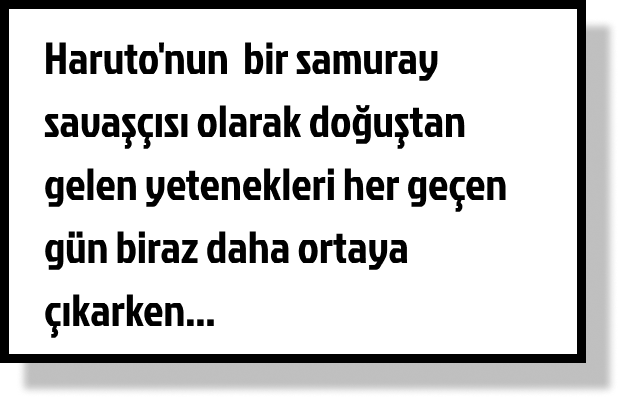 Haruto'nun bir samuray
savaşçısı olarak doğuştan
gelen yetenekleri her geçen
gün biraz daha ortaya
çıkarken...